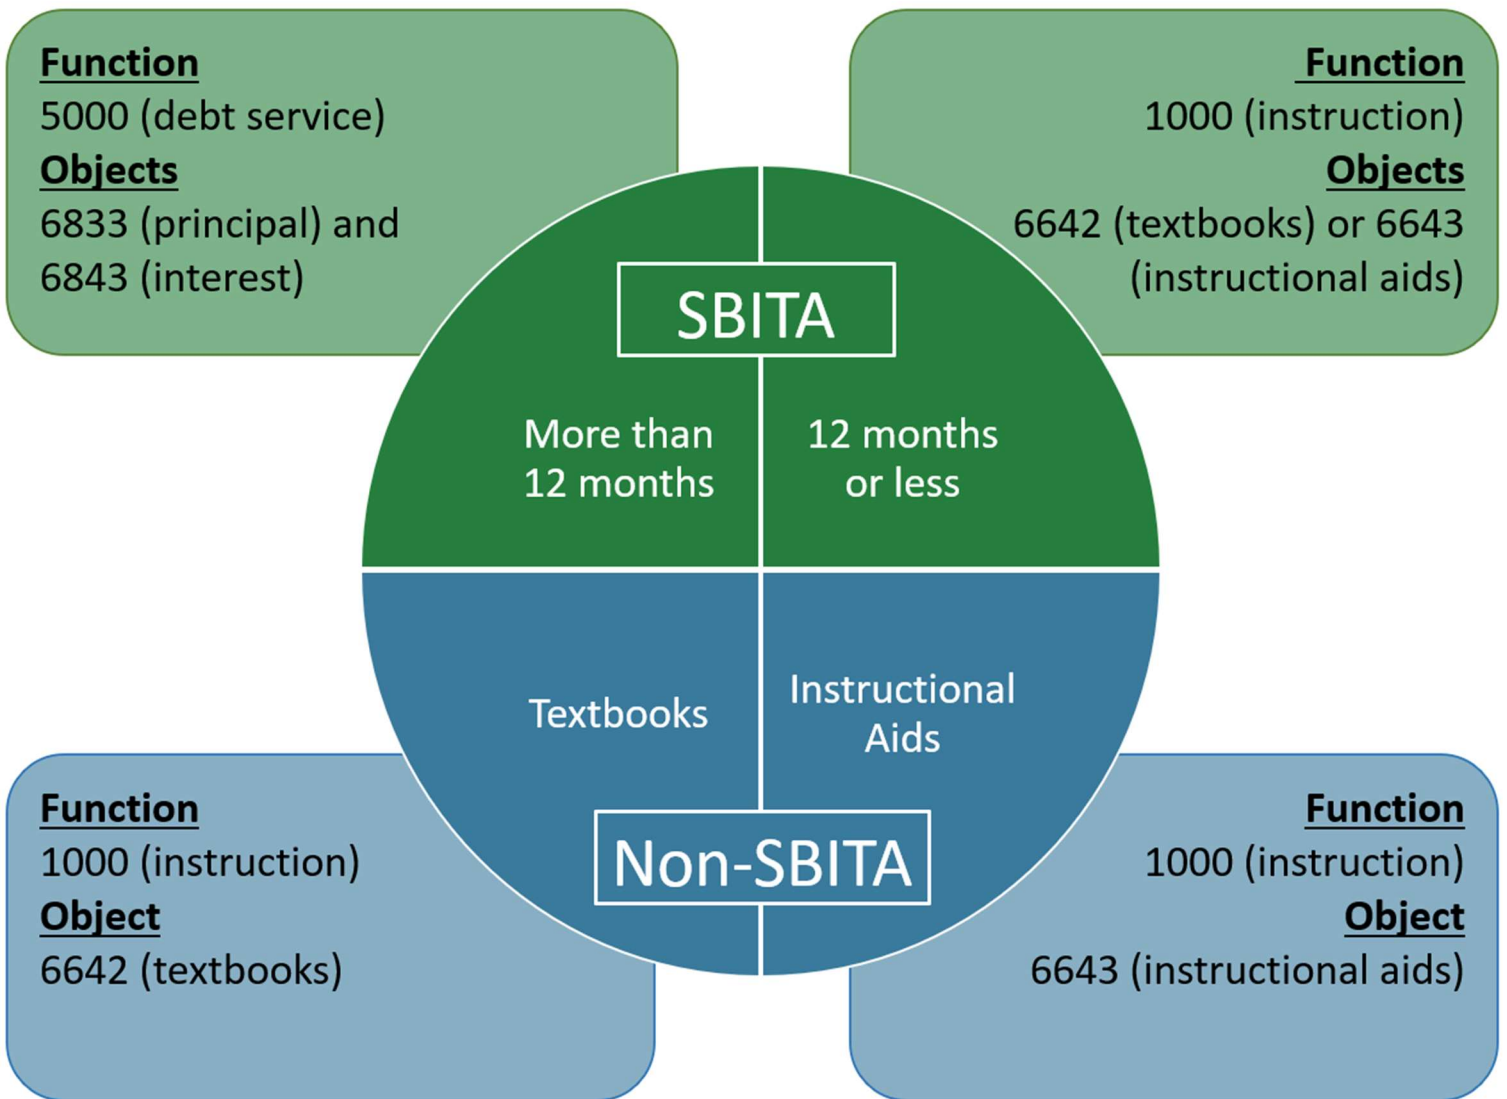 Function
5000 (debt service)
Objects
6833 (principal) and
6843 (interest)
Function
1000 (instruction)
Objects
6642 (textbooks) or 6643
(instructional aids)
SBITA
More than
12 months
12 months
or less
Textbooks
Instructional
Aids
Non-SBITA
Function
1000 (instruction)
Object
6642 (textbooks)
Function
1000 (instruction)
Object
6643 (instructional aids)